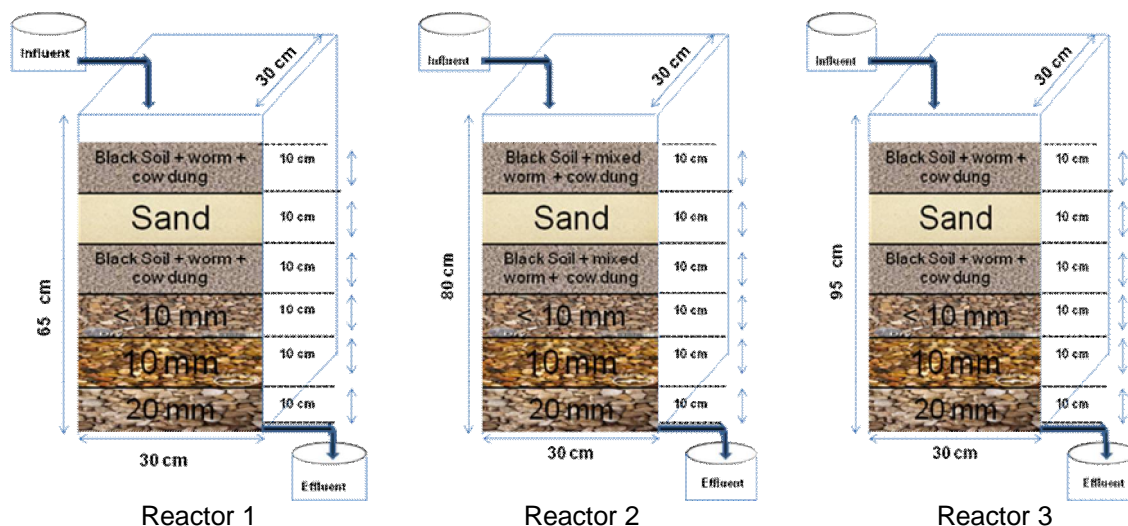 Influent
30 cm
Black Soil + worm +
cow dung
10 cm
Sand
10 cm
Black Soil + worm +
cow dung
10 cm
< 10 mm
10 cm
10 mm
10 cm
20 mm
10 cm
65 cm
30 cm
Effluent
Reactor 1
Influent
30 cm
Black Soil + mixed
worm + cow dung
10 cm
Sand
10 cm
Black Soil + mixed
worm + cow dung
10 cm
< 10 mm
10 cm
10 mm
10 cm
20 mm
10 cm
80 cm
30 cm
Effluent
Reactor 2
Influent
30 cm
Black Soil + worm +
cow dung
10 cm
Sand
10 cm
Black Soil + worm +
cow dung
10 cm
< 10 mm
10 cm
10 mm
10 cm
20 mm
10 cm
95 cm
30 cm
Effluent
Reactor 3